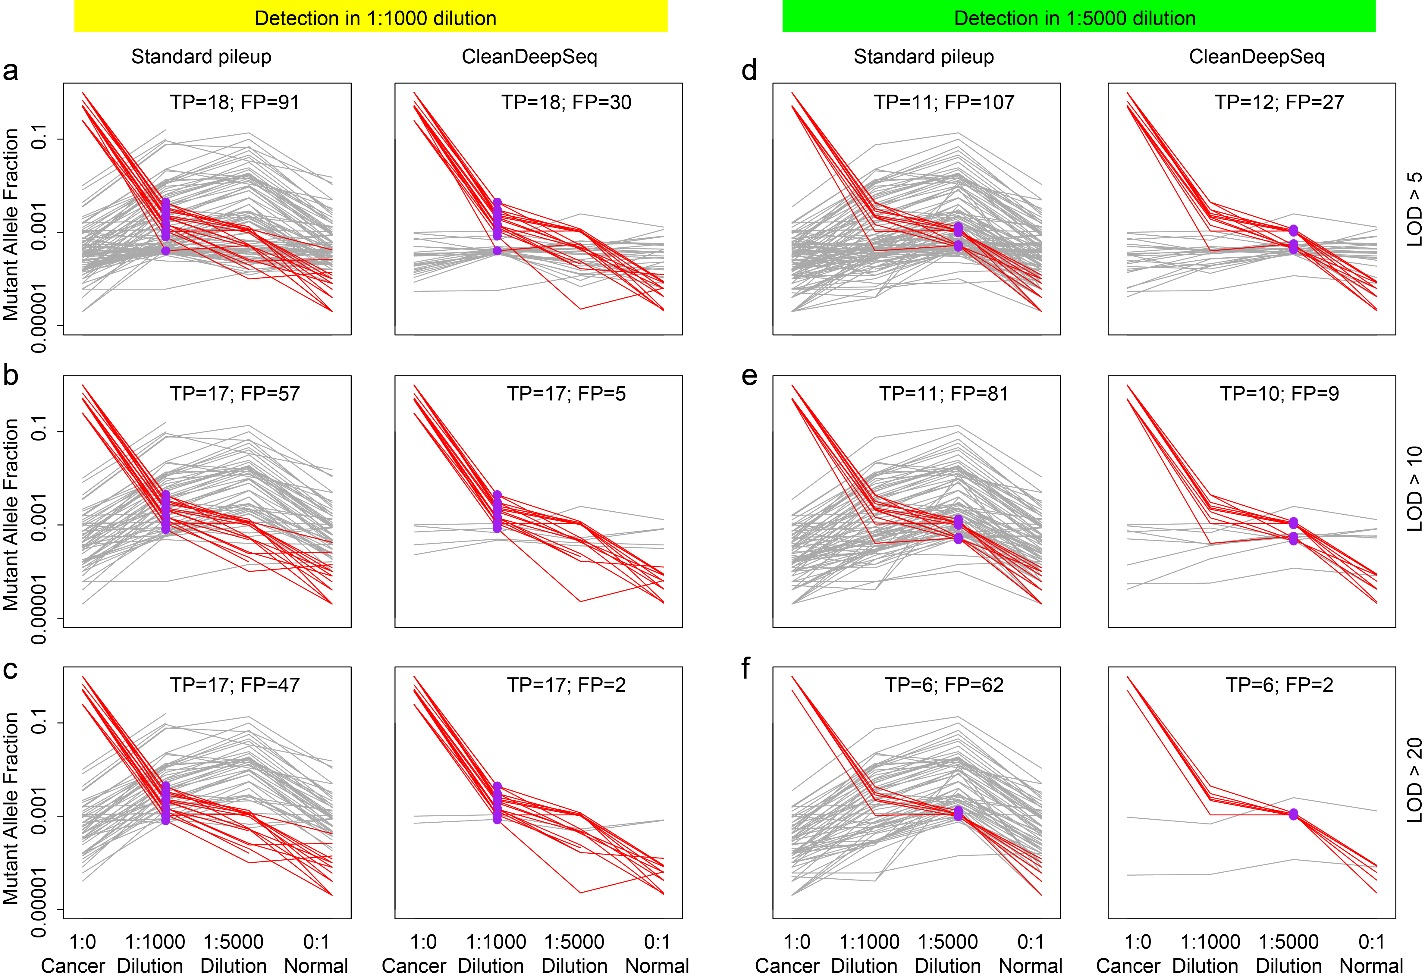 Detection in 1:1000 dilution
Detection in 1:5000 dilution
Standard pileup
CleanDeepSeq
Standard pileup
CleanDeepSeq
a
TP=18; FP=91
TP=18; FP=30
d
TP=11; FP=107
TP=12; FP=27
Mutant Allele Fraction
0.1
0.001
0.00001
LOD > 5
b
TP=17; FP=57
TP=17; FP=5
e
TP=11; FP=81
TP=10; FP=9
Mutant Allele Fraction
0.1
0.001
0.00001
LOD > 10
c
TP=17; FP=47
TP=17; FP=2
f
TP=6; FP=62
TP=6; FP=2
Mutant Allele Fraction
0.1
0.001
0.00001
LOD > 20
1:0 1:1000 1:5000 0:1 1:0 1:1000 1:5000 0:1 1:0 1:1000 1:5000 0:1 1:0 1:1000 1:5000 0:1
Cancer Dilution Dilution Normal Cancer Dilution Dilution Normal Cancer Dilution Dilution Normal Cancer Dilution Dilution Normal